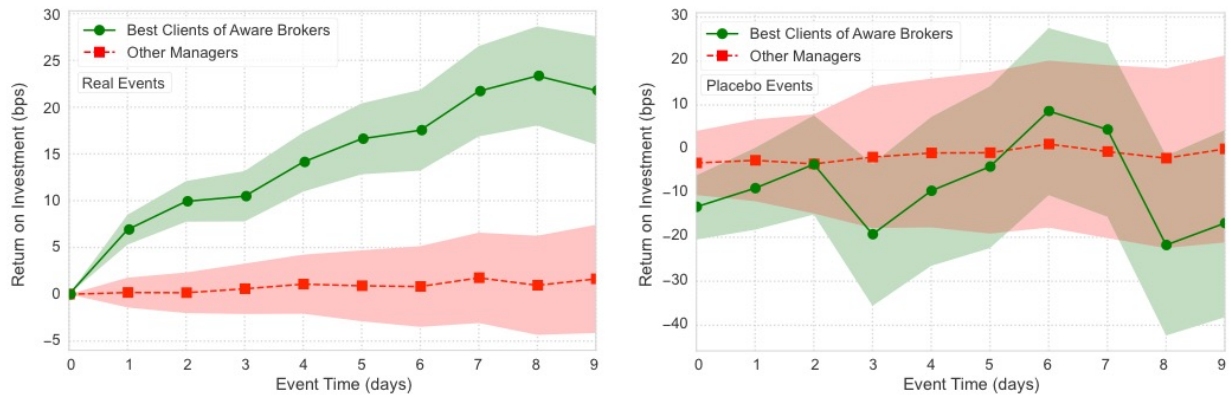 Return on Investment (bps)
30
25
20
15
10
5
0
−5
Best Clients of Aware Brokers
Other Managers
Real Events
0 1 2 3 4 5 6 7 8 9
Event Time (days)
Return on Investment (bps)
30
20
10
0
−10
−20
−30
−40
Best Clients of Aware Brokers
Other Managers
Placebo Events
0 1 2 3 4 5 6 7 8 9
Event Time (days)